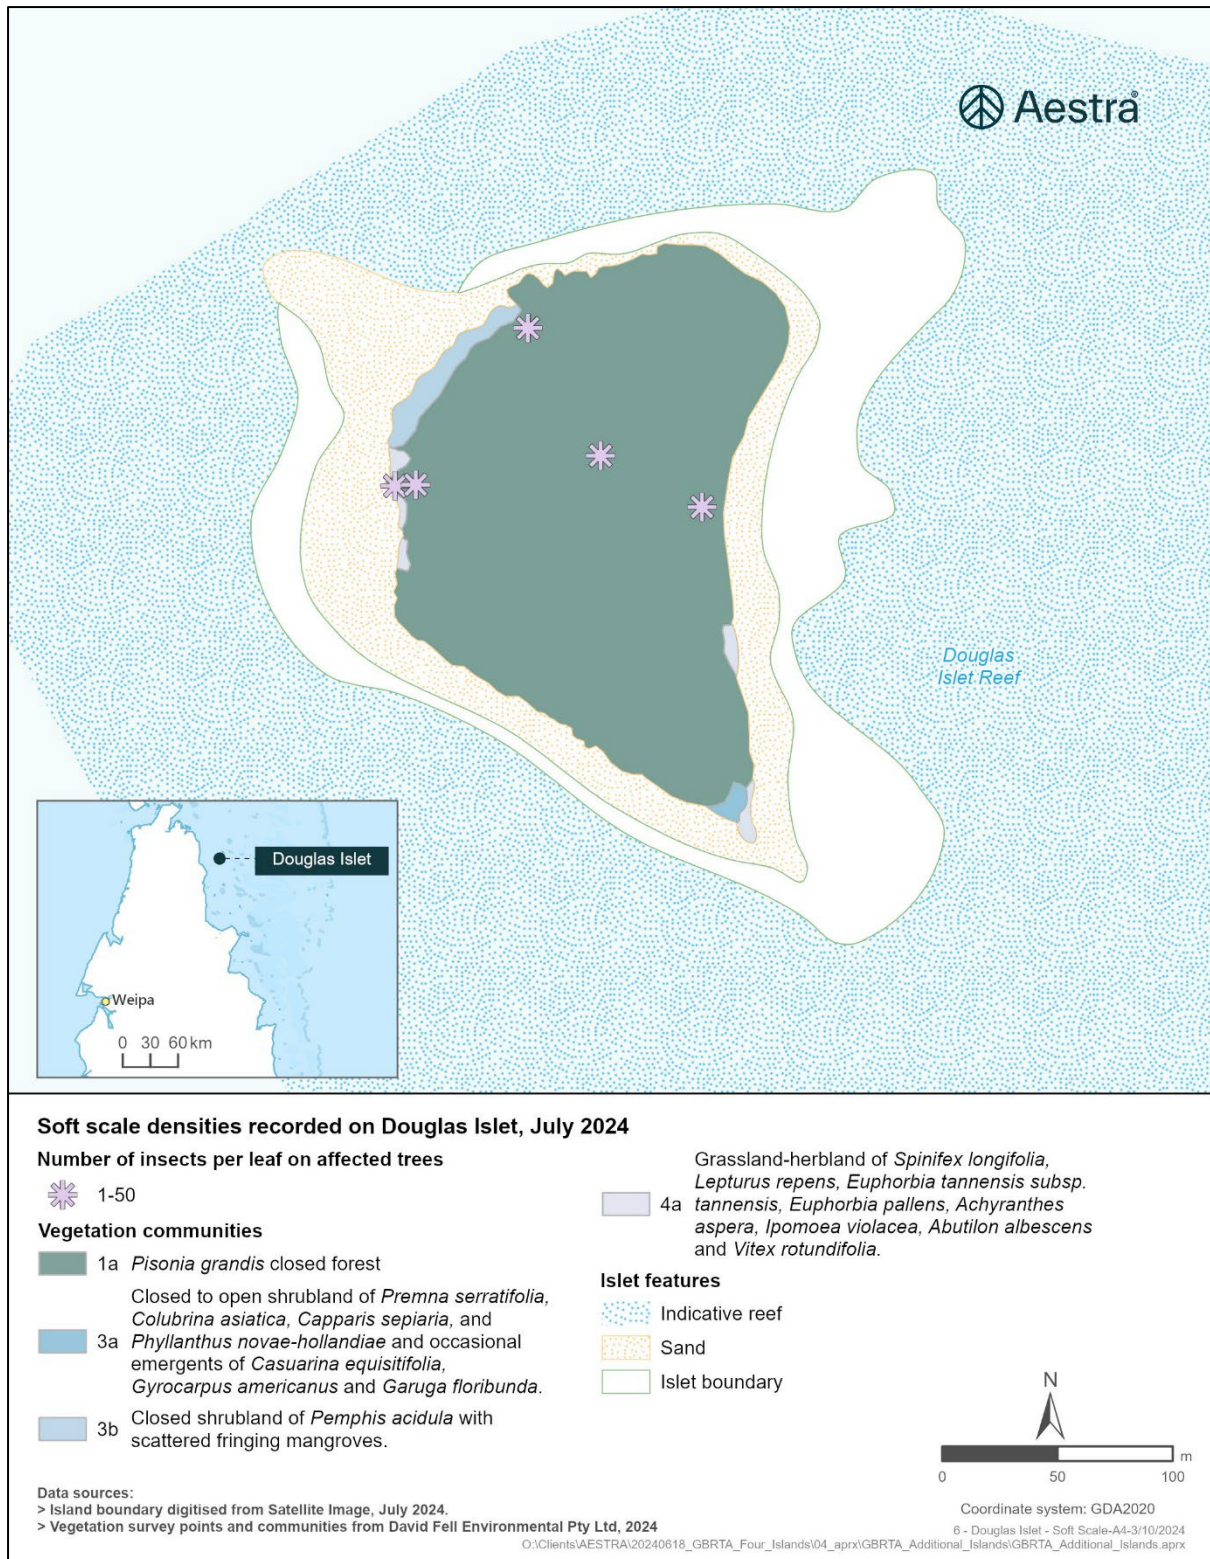 Aestra®
Douglas
Islet Reef
Douglas Islet
Weipa
0 30 60 km
Soft scale densities recorded on Douglas Islet, July 2024
Number of insects per leaf on affected trees
1-50
Vegetation communities
1a Pisonia grandis closed forest
Closed to open shrubland of Premna serratifolia,
Colubrina asiatica, Capparis sepiaria, and
3a Phyllanthus novae-hollandiae and occasional
emergents of Casuarina equisitifolia,
Gyrocarpus americanus and Garuga floribunda.
3b Closed shrubland of Pemphis acidula with
scattered fringing mangroves.
Grassland-herbland of Spinifex longifolia,
Lepturus repens, Euphorbia tannensis subsp.
4a tannensis, Euphorbia pallens, Achyranthes
aspera, Ipomoea violacea, Abutilon albescens
and Vitex rotundifolia.
Islet features
Indicative reef
Sand
Islet boundary
N
m
0 50 100
Coordinate system: GDA2020
Data sources:
> Island boundary digitised from Satellite Image, July 2024.
> Vegetation survey points and communities from David Fell Environmental Pty Ltd, 2024
6 - Douglas Islet - Soft Scale-A4-3/10/2024
O:\Clients\AESTRA\20240618_GBRTA_Four_Islands\04_aprx\GBRTA_Additional_Islands\GBRTA_Additional_Islands.aprx